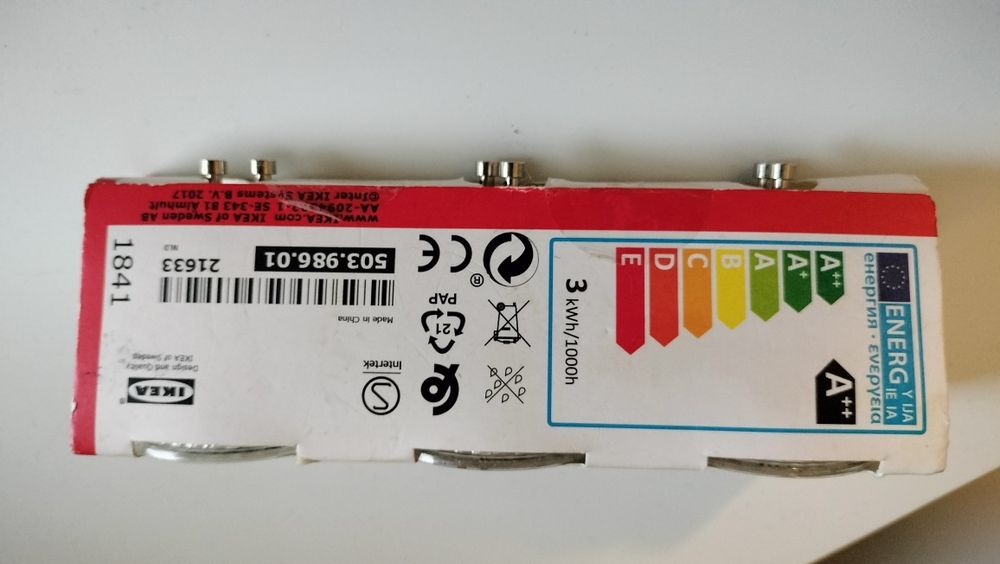 www.IKEA.com IKEA of Sweden AB
SE-343 81 Älmhult
©Inter IKEA Systems B.V. 2017
503.986.01
21633
NLD
1841
Made in China
Design and Quality
IKEA of Sweden
IKEA®
CE
®
21
PAP
Intertek
S
ENERG
Y IJA
IE IA
енергия · ενεργεια
A++
A+
A
B
C
D
E
A++
3 kWh/1000h